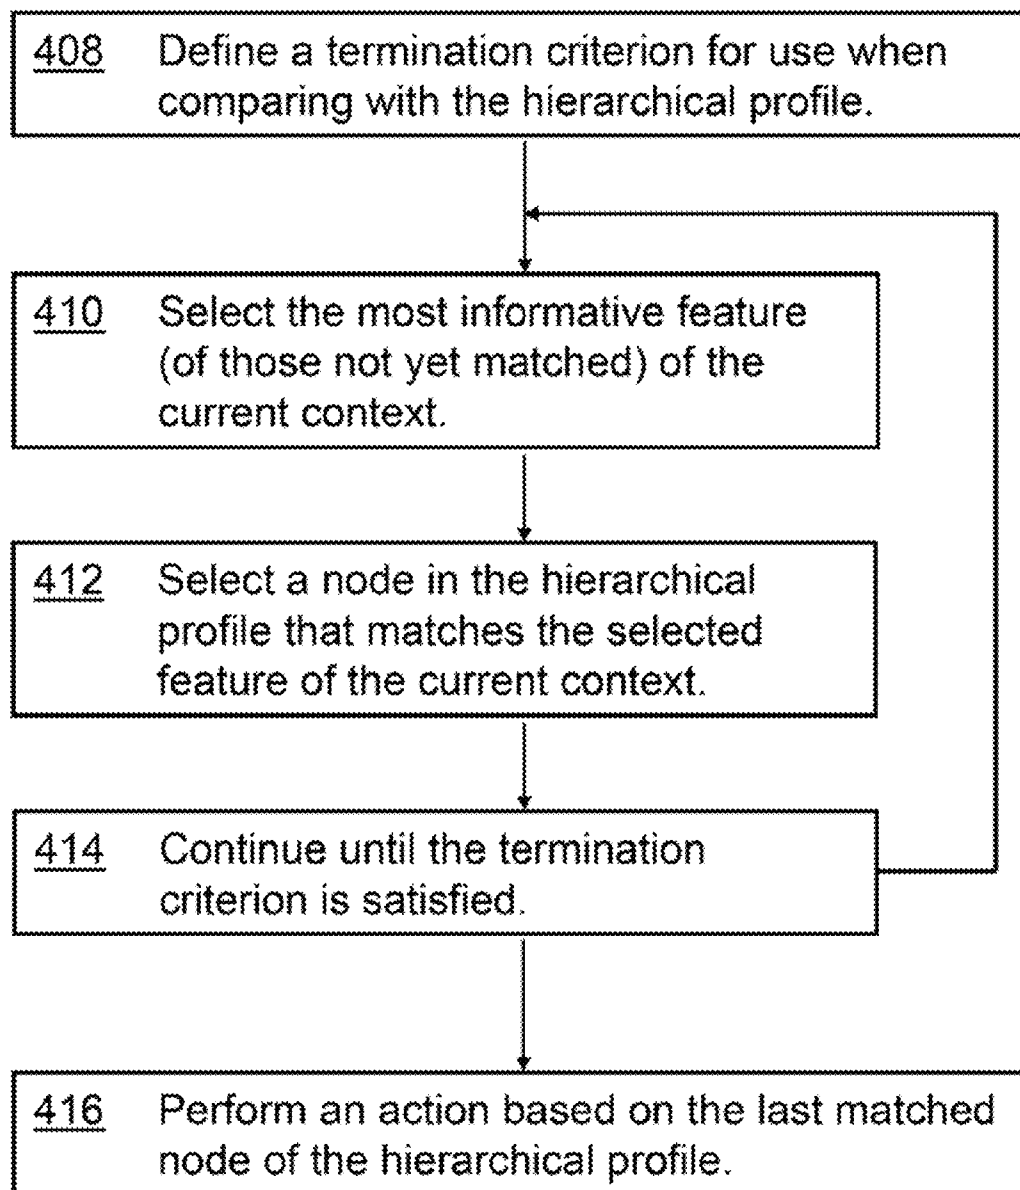 408 Define a termination criterion for use when
comparing with the hierarchical profile.
410 Select the most informative feature
(of those not yet matched) of the
current context.
412 Select a node in the hierarchical
profile that matches the selected
feature of the current context.
414 Continue until the termination
criterion is satisfied.
416 Perform an action based on the last matched
node of the hierarchical profile.